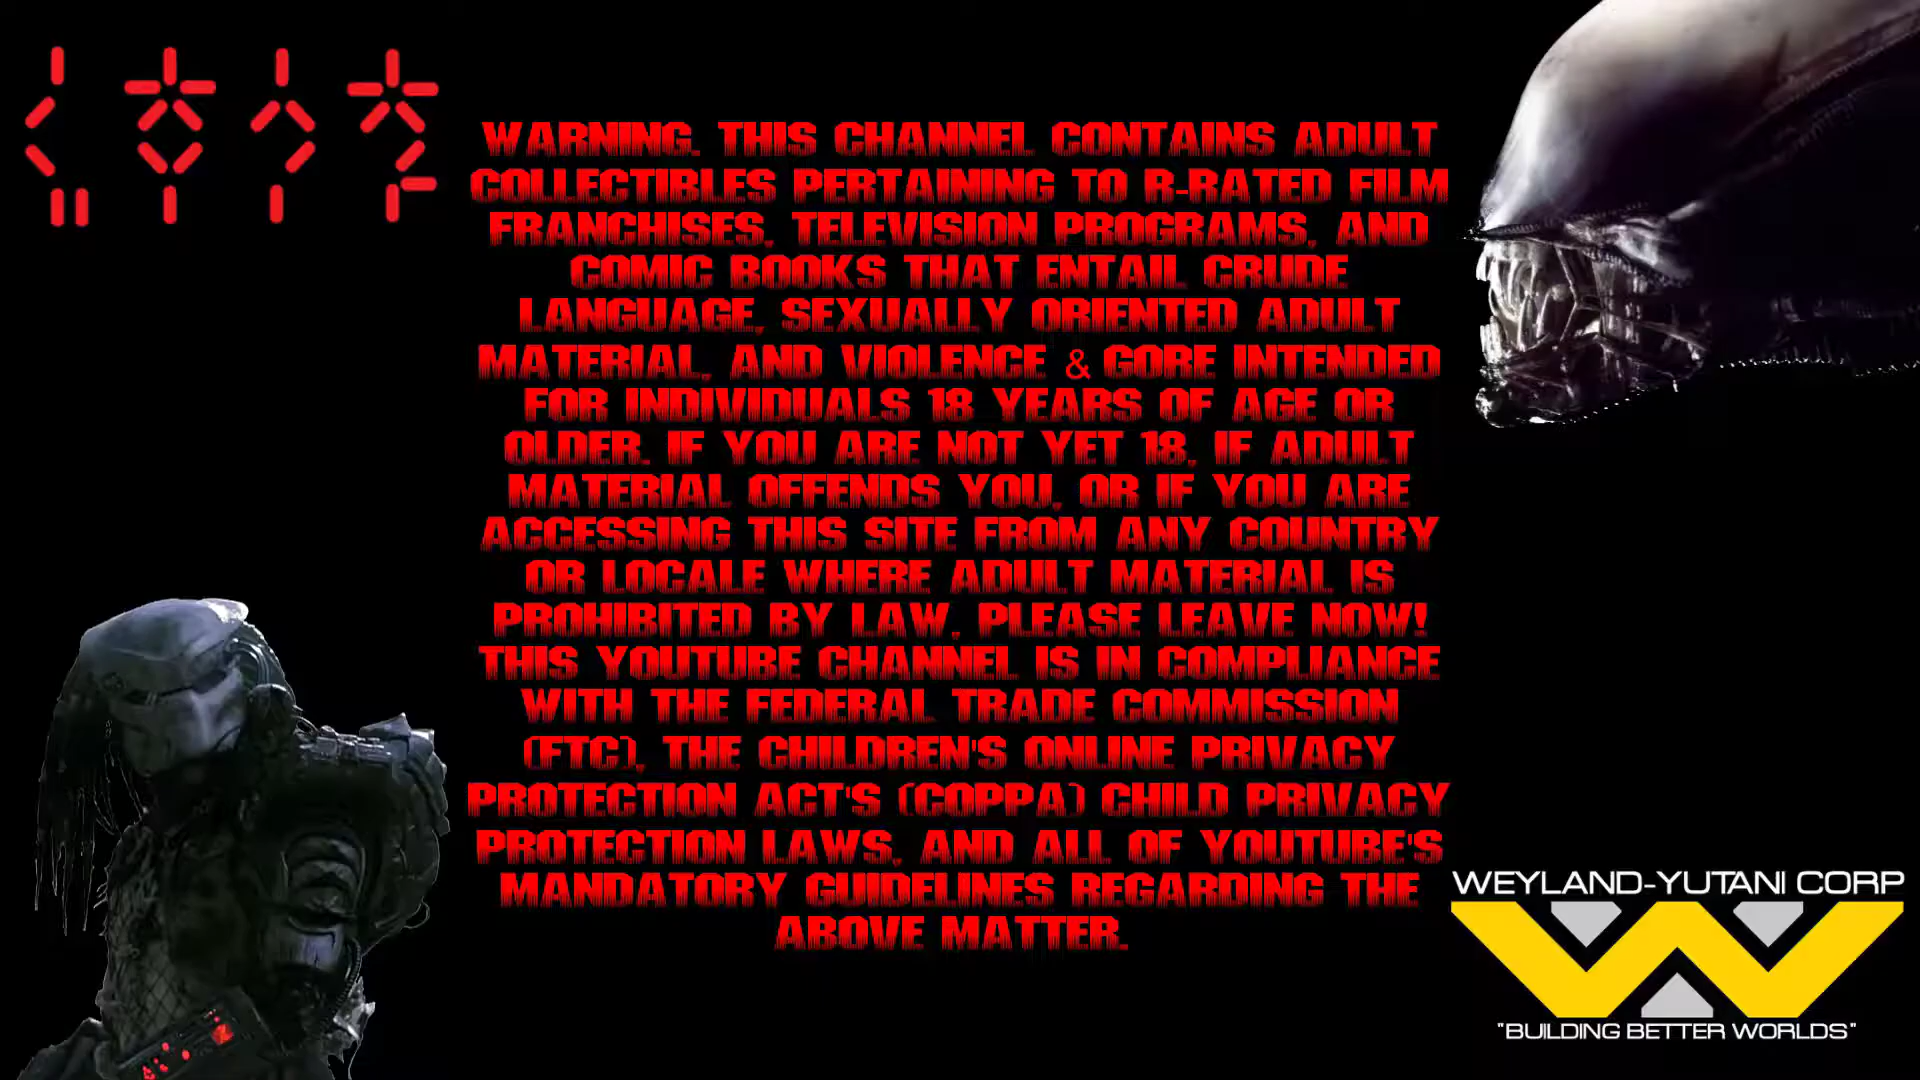 WARNING. THIS CHANNEL CONTAINS ADULT
COLLECTIBLES PERTAINING TO R-RATED FILM
FRANCHISES, TELEVISION PROGRAMS, AND
COMIC BOOKS THAT ENTAIL CRUDE
LANGUAGE, SEXUALLY ORIENTED ADULT
MATERIAL, AND VIOLENCE & GORE INTENDED
FOR INDIVIDUALS 18 YEARS OF AGE OR
OLDER. IF YOU ARE NOT YET 18, IF ADULT
MATERIAL OFFENDS YOU, OR IF YOU ARE
ACCESSING THIS SITE FROM ANY COUNTRY
OR LOCALE WHERE ADULT MATERIAL IS
PROHIBITED BY LAW, PLEASE LEAVE NOW!
THIS YOUTUBE CHANNEL IS IN COMPLIANCE
WITH THE FEDERAL TRADE COMMISSION
(FTC), THE CHILDREN'S ONLINE PRIVACY
PROTECTION ACT'S (COPPA) CHILD PRIVACY
PROTECTION LAWS, AND ALL OF YOUTUBE'S
MANDATORY GUIDELINES REGARDING THE
ABOVE MATTER.
WEYLAND-YUTANI CORP
"BUILDING BETTER WORLDS"